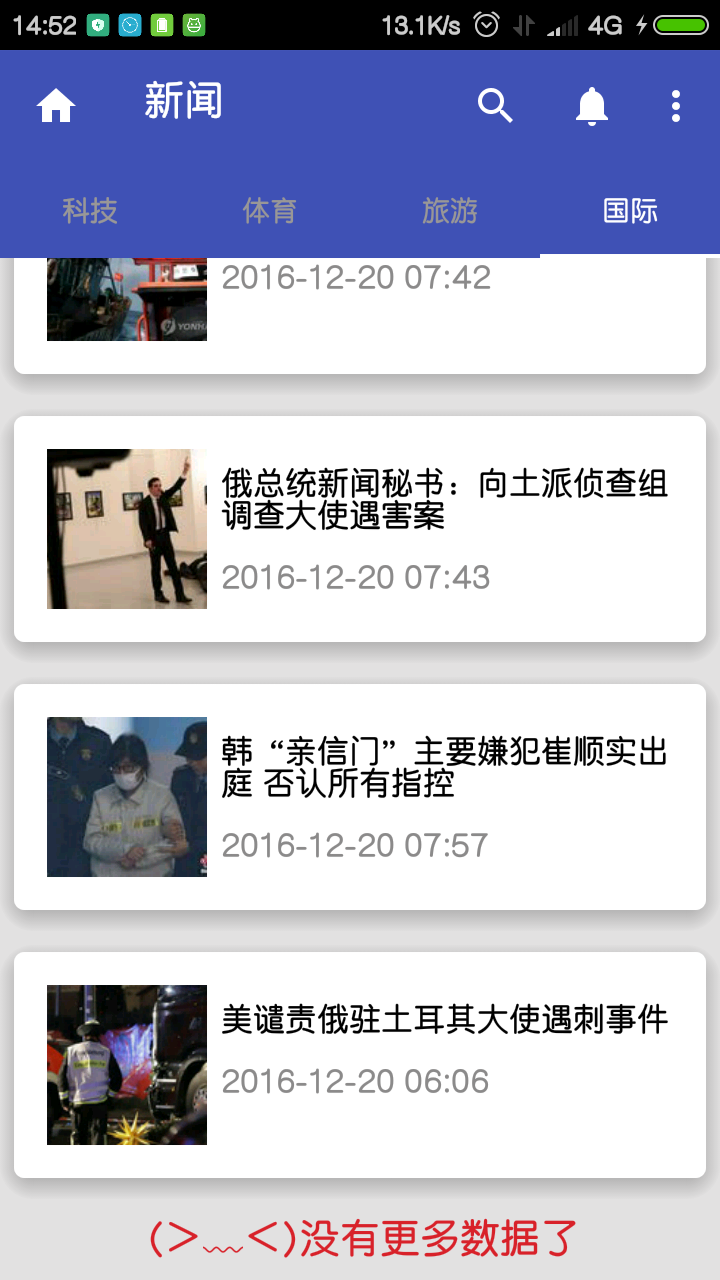 14:52 13.1K/s 4G
新闻
科技 体育 旅游 国际
2016-12-20 07:42
YONHA
俄总统新闻秘书：向土派侦查组
调查大使遇害案
2016-12-20 07:43
韩“亲信门”主要嫌犯崔顺实出
庭 否认所有指控
2016-12-20 07:57
美谴责俄驻土耳其大使遇刺事件
2016-12-20 06:06
(>﹏<)没有更多数据了